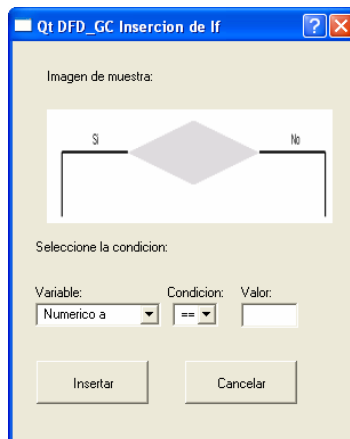 Qt DFD_GC Insercion de If
Imagen de muestra:
Si No
Seleccione la condicion:
Variable: Condicion: Valor:
Numerico a ==
Insertar Cancelar